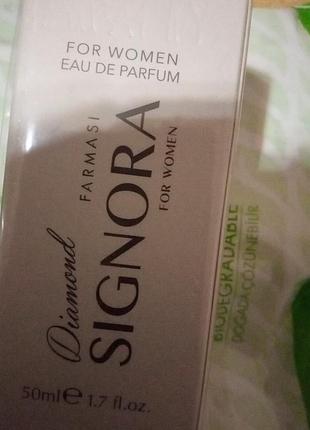 FOR WOMEN
EAU DE PARFUM
Diamond
FARMASI
SIGNORA
FOR WOMEN
50ml e 1.7 fl.oz.
BIODEGRADABLE
DOĞADA ÇÖZÜNEBİLİR